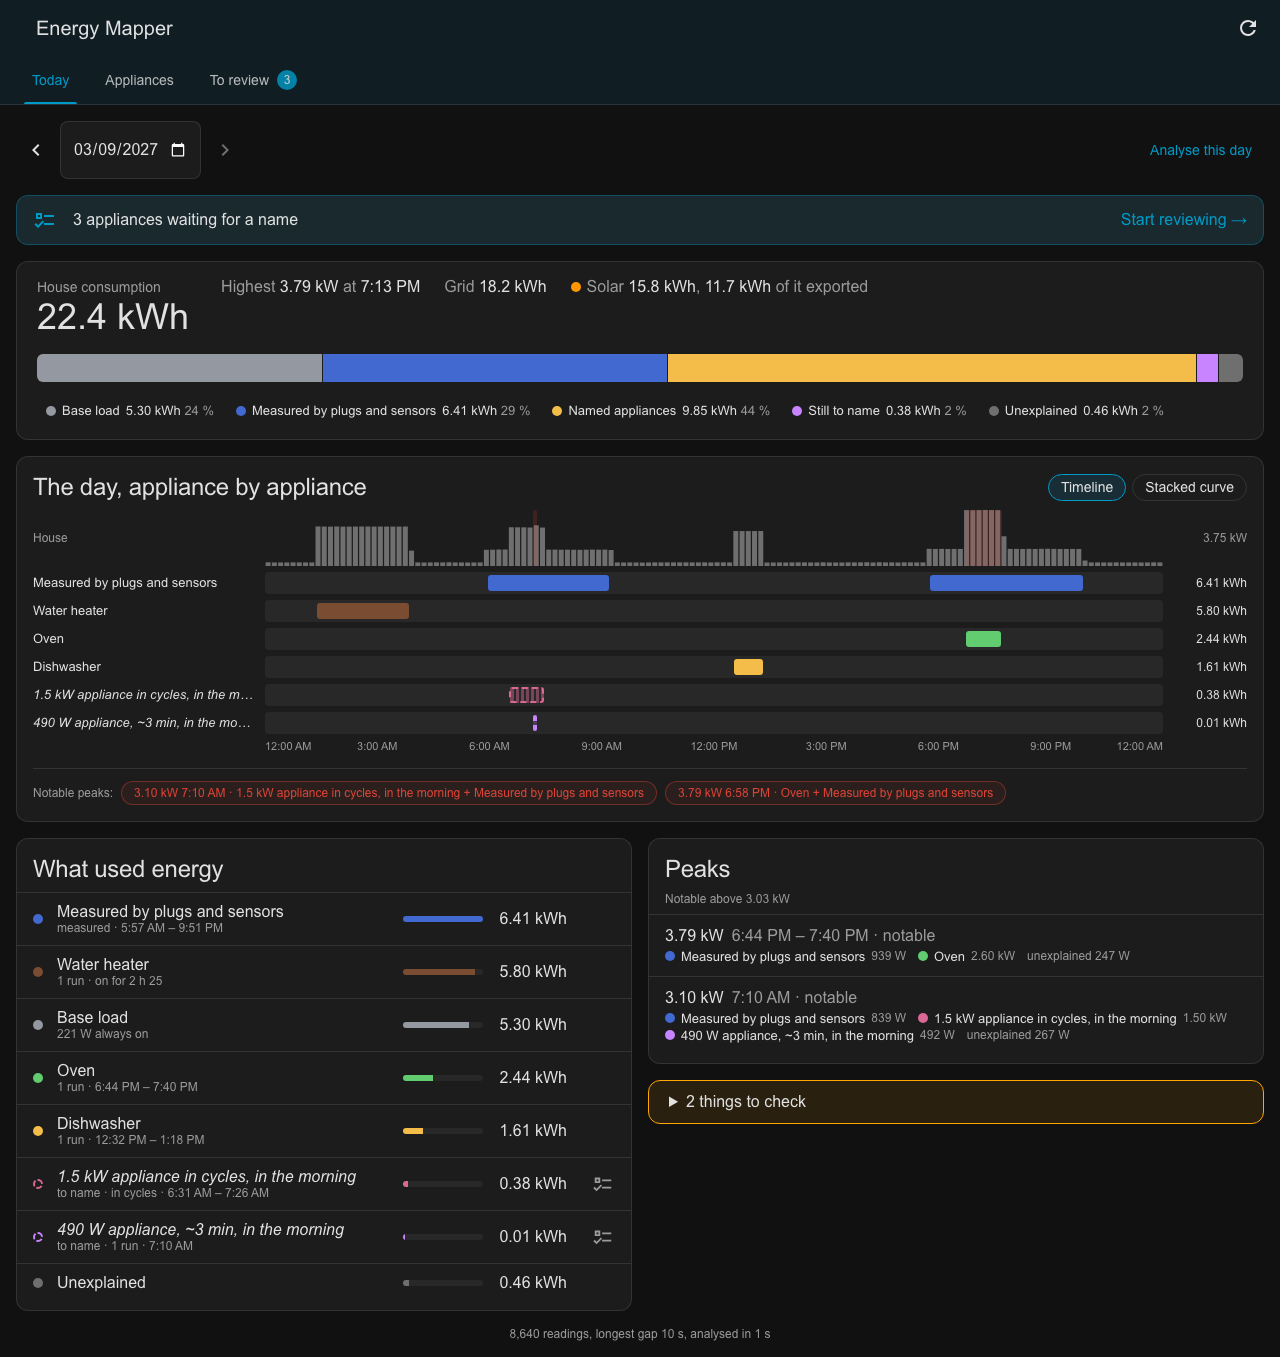 Energy Mapper
Today
Appliances
To review 3
03/09/2027
Analyse this day
3 appliances waiting for a name
Start reviewing →
House consumption
22.4 kWh
Highest 3.79 kW at 7:13 PM
Grid 18.2 kWh
Solar 15.8 kWh, 11.7 kWh of it exported
Base load 5.30 kWh 24 %
Measured by plugs and sensors 6.41 kWh 29 %
Named appliances 9.85 kWh 44 %
Still to name 0.38 kWh 2 %
Unexplained 0.46 kWh 2 %
The day, appliance by appliance
Timeline
Stacked curve
House 3.75 kW
Measured by plugs and sensors 6.41 kWh
Water heater 5.80 kWh
Oven 2.44 kWh
Dishwasher 1.61 kWh
1.5 kW appliance in cycles, in the m… 0.38 kWh
490 W appliance, ~3 min, in the mo… 0.01 kWh
12:00 AM 3:00 AM 6:00 AM 9:00 AM 12:00 PM 3:00 PM 6:00 PM 9:00 PM 12:00 AM
Notable peaks:
3.10 kW 7:10 AM · 1.5 kW appliance in cycles, in the morning + Measured by plugs and sensors
3.79 kW 6:58 PM · Oven + Measured by plugs and sensors
What used energy
Measured by plugs and sensors 6.41 kWh
measured · 5:57 AM – 9:51 PM
Water heater 5.80 kWh
1 run · on for 2 h 25
Base load 5.30 kWh
221 W always on
Oven 2.44 kWh
1 run · 6:44 PM – 7:40 PM
Dishwasher 1.61 kWh
1 run · 12:32 PM – 1:18 PM
1.5 kW appliance in cycles, in the morning 0.38 kWh
to name · in cycles · 6:31 AM – 7:26 AM
490 W appliance, ~3 min, in the morning 0.01 kWh
to name · 1 run · 7:10 AM
Unexplained 0.46 kWh
Peaks
Notable above 3.03 kW
3.79 kW 6:44 PM – 7:40 PM · notable
Measured by plugs and sensors 939 W Oven 2.60 kW unexplained 247 W
3.10 kW 7:10 AM · notable
Measured by plugs and sensors 839 W 1.5 kW appliance in cycles, in the morning 1.50 kW
490 W appliance, ~3 min, in the morning 492 W unexplained 267 W
2 things to check
8,640 readings, longest gap 10 s, analysed in 1 s